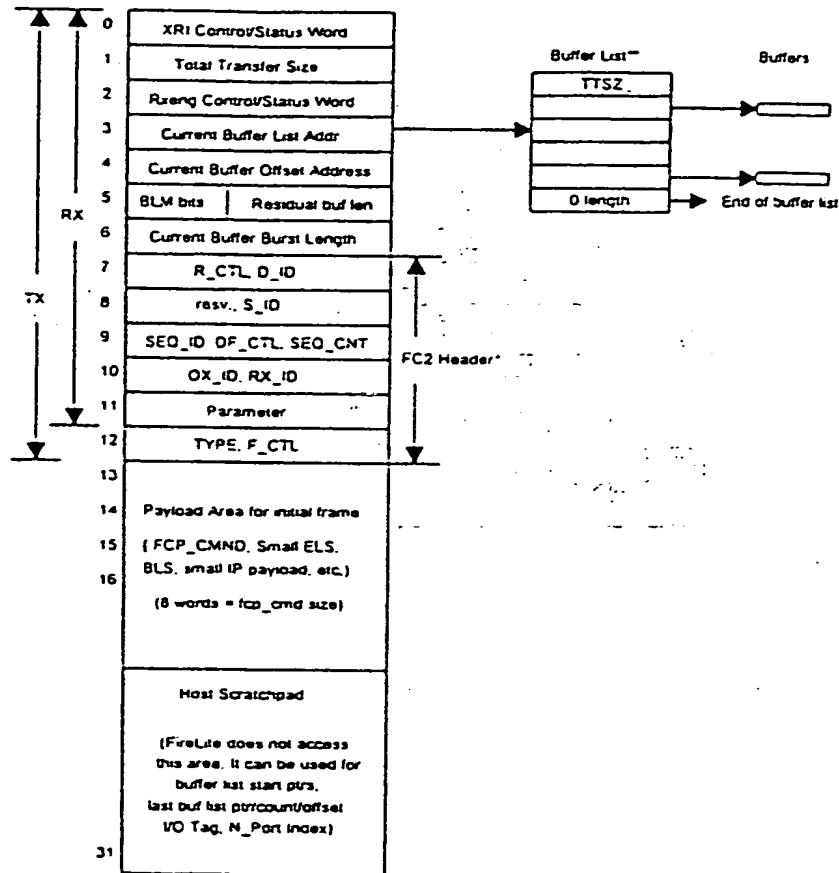 0 XRI Control/Status Word
1 Total Transfer Size
2 Rxeng Control/Status Word
3 Current Buffer List Addr
4 Current Buffer Offset Address
5 BLM bits Residual buf len
6 Current Buffer Burst Length
7 R_CTL, D_ID
8 resv., S_ID
9 SEQ_ID, DF_CTL, SEQ_CNT
10 OX_ID, RX_ID
11 Parameter
12 TYPE, F_CTL
13
14 Payload Area for initial frame
15 ( FCP_CMND, Small ELS,
16 BLS, small IP payload, etc.)
(8 words = fcp_cmd size)
Host Scratchpad
(FireLite does not access
this area. It can be used for
buffer list start ptrs,
last buf list ptr/count/offset
I/O Tag, N_Port Index)
31
RX
TX
FC2 Header*
Buffer List**
Buffers
TTSZ
0 length
End of buffer list